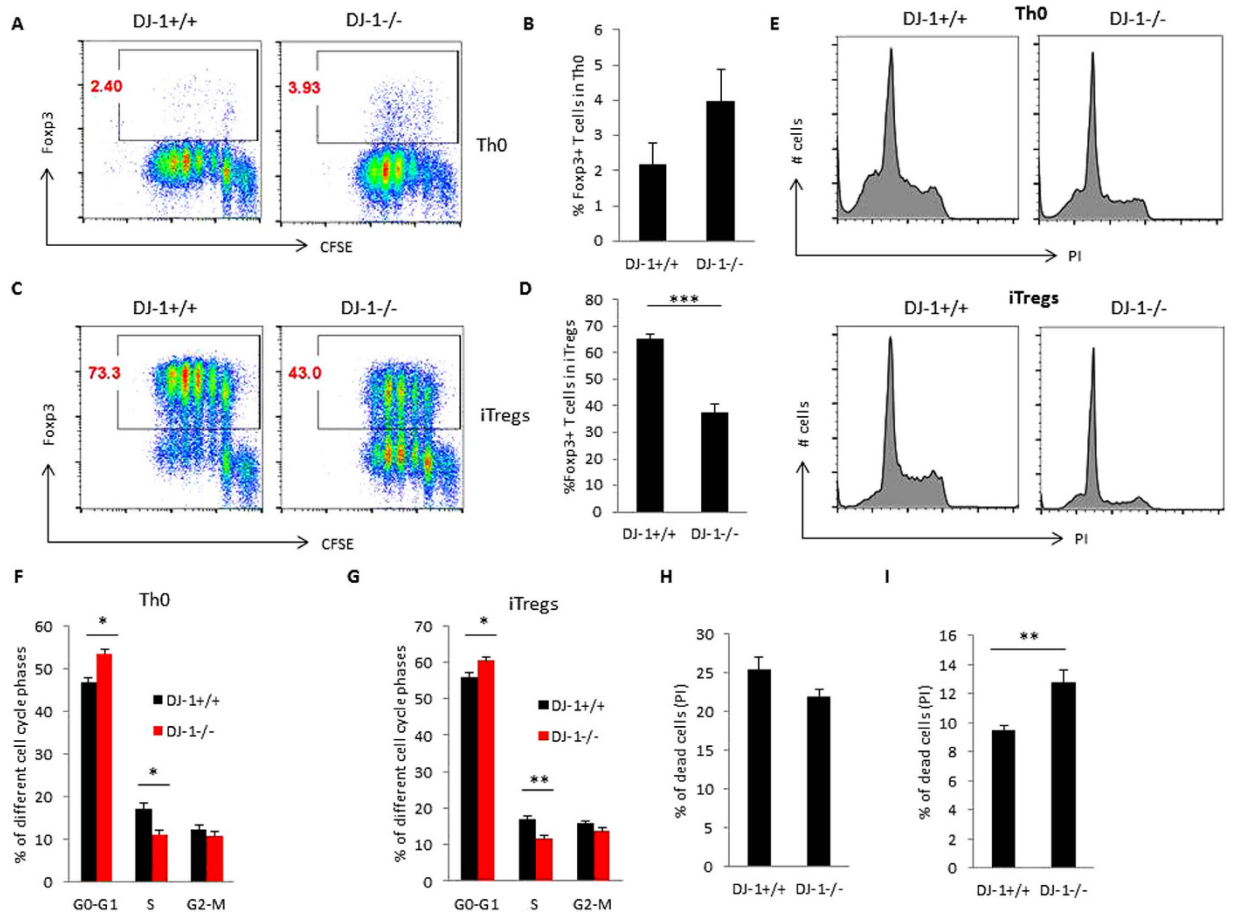 A
DJ-1+/+
DJ-1-/-
2.40
3.93
Foxp3
Th0
CFSE
B
% Foxp3+ T cells in Th0
6
5
4
3
2
1
0
DJ-1+/+
DJ-1-/-
E
Th0
DJ-1+/+
DJ-1-/-
# cells
PI
C
DJ-1+/+
DJ-1-/-
73.3
43.0
Foxp3
iTregs
CFSE
D
%Foxp3+ T cells in iTregs
80
70
60
50
40
30
20
10
0
***
DJ-1+/+
DJ-1-/-
iTregs
DJ-1+/+
DJ-1-/-
# cells
PI
F
Th0
% of different cell cycle phases
60
50
40
30
20
10
0
*
*
DJ-1+/+
DJ-1-/-
G0-G1
S
G2-M
G
iTregs
% of different cell cycle phases
70
60
50
40
30
20
10
0
*
**
DJ-1+/+
DJ-1-/-
G0-G1
S
G2-M
H
% of dead cells (PI)
30
25
20
15
10
5
0
DJ-1+/+
DJ-1-/-
I
% of dead cells (PI)
16
14
12
10
8
6
4
2
0
**
DJ-1+/+
DJ-1-/-